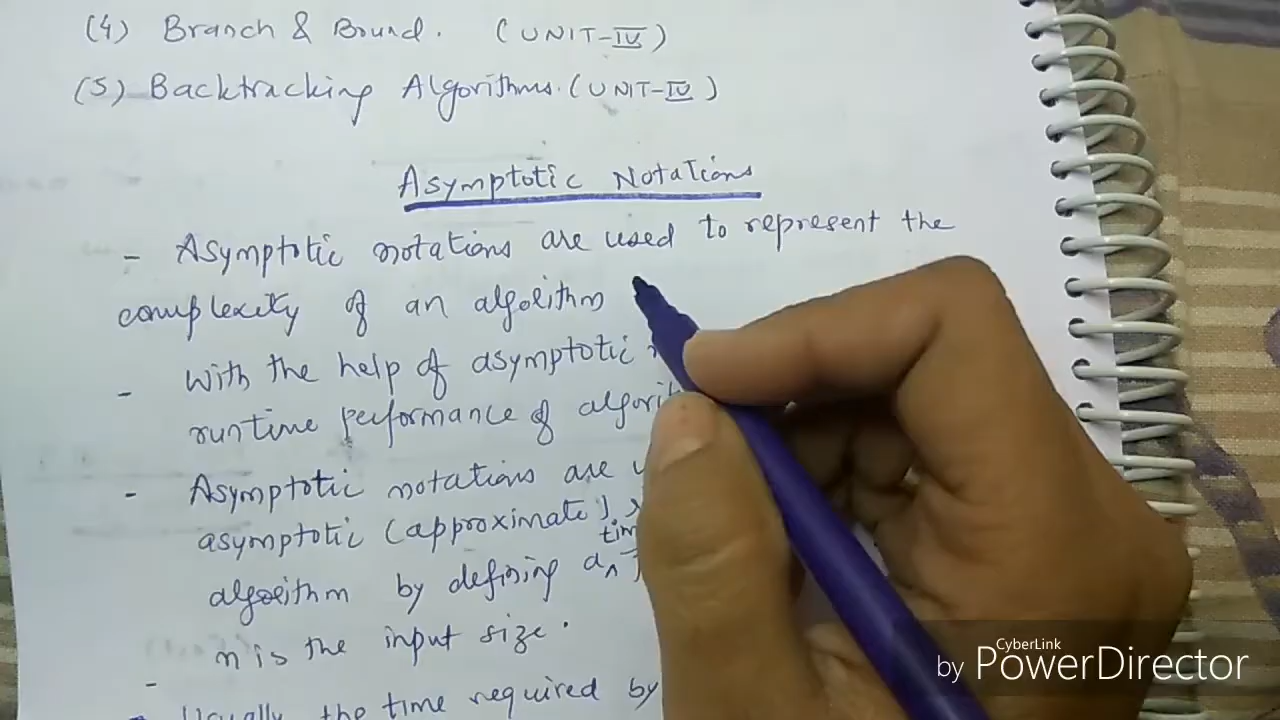 (4) Branch & Bound. (UNIT-IV)
(5) Backtracking Algorithms. (UNIT-IV)
Asymptotic Notations
- Asymptotic notations are used to represent the
complexity of an algorithm
- With the help of asymptotic
runtime performance of algorit
- Asymptotic notations are
asymptotic (approximate)
tim
algorithm by defining a
n is the input size.
- Usually the time required by
CyberLink
by PowerDirector